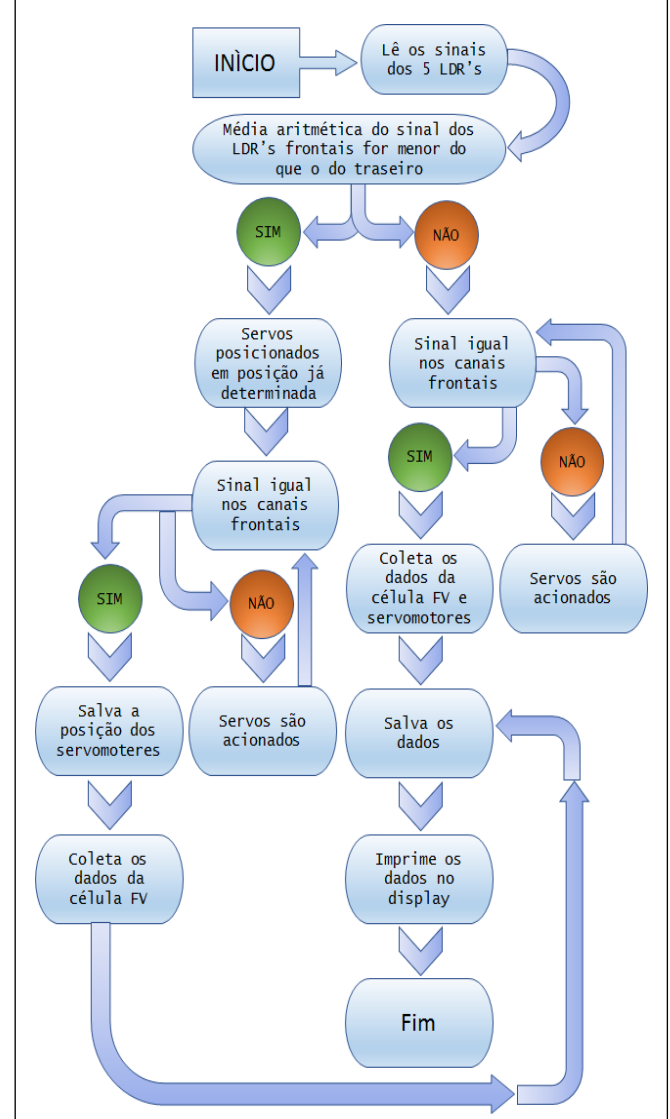 INÌCIO
Lê os sinais
dos 5 LDR's
Média aritmética do sinal dos
LDR's frontais for menor do
que o do traseiro
SIM
NÃO
Servos
posicionados
em posição já
determinada
Sinal igual
nos canais
frontais
SIM
NÃO
Sinal igual
nos canais
frontais
SIM
NÃO
Coleta os
dados da
célula FV e
servomotores
Servos são
acionados
Salva a
posição dos
servomoteres
Servos são
acionados
Salva os
dados
Coleta os
dados da
célula FV
Imprime os
dados no
display
Fim